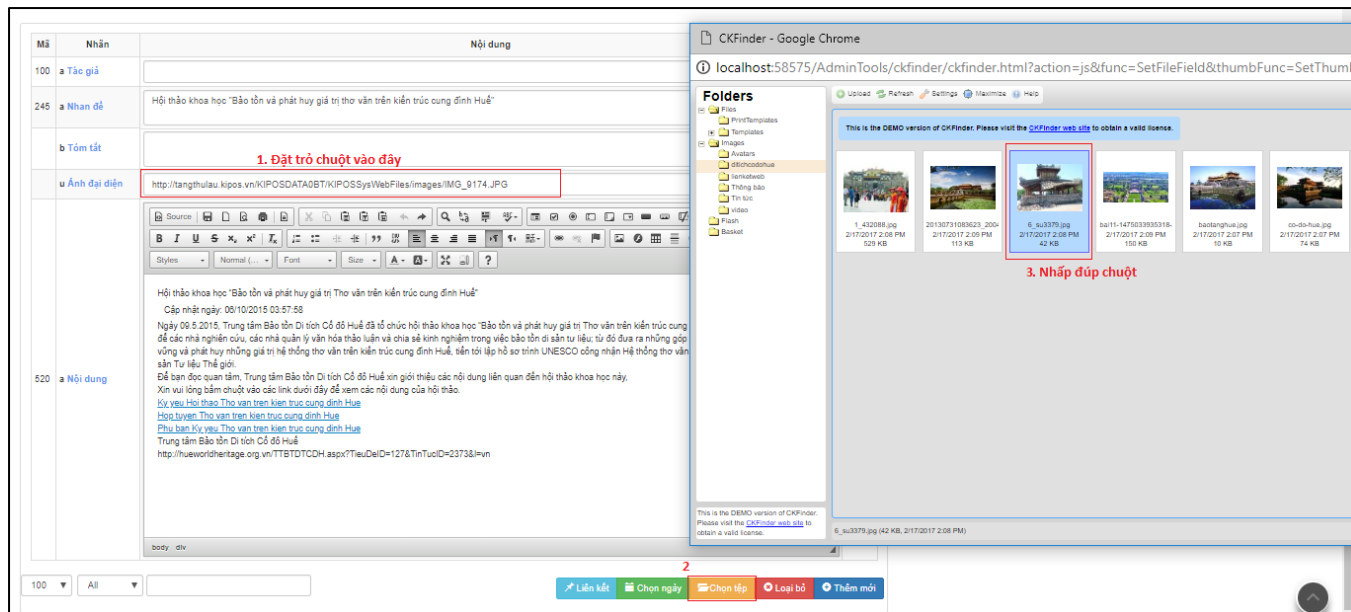 Mã Nhãn Nội dung
100 a Tác giả
245 a Nhan đề Hội thảo khoa học "Bảo tồn và phát huy giá trị thơ văn trên kiến trúc cung đình Huế"
b Tóm tắt
1. Đặt trỏ chuột vào đây
u Ảnh đại diện http://tangthulau.kipos.vn/KIPOSDATA0BT/KIPOSSysWebFiles/images/IMG_9174.JPG
Source
B I U S x₂ x² Tx
Styles Normal (... Font Size A A ?
Hội thảo khoa học "Bảo tồn và phát huy giá trị Thơ văn trên kiến trúc cung đình Huế"
Cập nhật ngày: 06/10/2015 03:57:58
Ngày 09.5.2015, Trung tâm Bảo tồn Di tích Cố đô Huế đã tổ chức hội thảo khoa học "Bảo tồn và phát huy giá trị Thơ văn trên kiến trúc cung
để các nhà nghiên cứu, các nhà quản lý văn hóa thảo luận và chia sẻ kinh nghiệm trong việc bảo tồn di sản tư liệu; từ đó đưa ra những góp
vững và phát huy những giá trị hệ thống thơ văn trên kiến trúc cung đình Huế, tiến tới lập hồ sơ trình UNESCO công nhận Hệ thống thơ văn
sản Tư liệu Thế giới.
Để bạn đọc quan tâm, Trung tâm Bảo tồn Di tích Cố đô Huế xin giới thiệu các nội dung liên quan đến hội thảo khoa học này,
Xin vui lòng bấm chuột vào các link dưới đây để xem các nội dung của hội thảo.
520 a Nội dung
Ky yeu Hoi thao Tho van tren kien truc cung dinh Hue
Hop tuyen Tho van tren kien truc cung dinh Hue
Phu ban Ky yeu Tho van tren kien truc cung dinh Hue
Trung tâm Bảo tồn Di tích Cố đô Huế
http://hueworldheritage.org.vn/TTBTDTCDH.aspx?TieuDeID=127&TinTucID=2373&l=vn
body div
2
100 All
Liên kết Chọn ngày Chọn tệp Loại bỏ Thêm mới
CKFinder - Google Chrome
localhost:58575/AdminTools/ckfinder/ckfinder.html?action=js&func=SetFileField&thumbFunc=SetThuml
Folders
Files
PrintTemplates
Templates
Images
Avatars
ditichcodohue
lienketweb
Thông báo
Tin tức
video
Flash
Basket
This is the DEMO version of CKFinder.
Please visit the CKFinder web site to
obtain a valid license.
Upload Refresh Settings Maximize Help
This is the DEMO version of CKFinder. Please visit the CKFinder web site to obtain a valid license.
1_432088.jpg
2/17/2017 2:08 PM
529 KB
20130731083623_2004
2/17/2017 2:09 PM
113 KB
6_su3379.jpg
2/17/2017 2:08 PM
42 KB
bai11-1475033935318-
2/17/2017 2:09 PM
150 KB
baotanghue.jpg
2/17/2017 2:07 PM
10 KB
co-do-hue.jpg
2/17/2017 2:07 PM
74 KB
3. Nhấp đúp chuột
6_su3379.jpg (42 KB, 2/17/2017 2:08 PM)